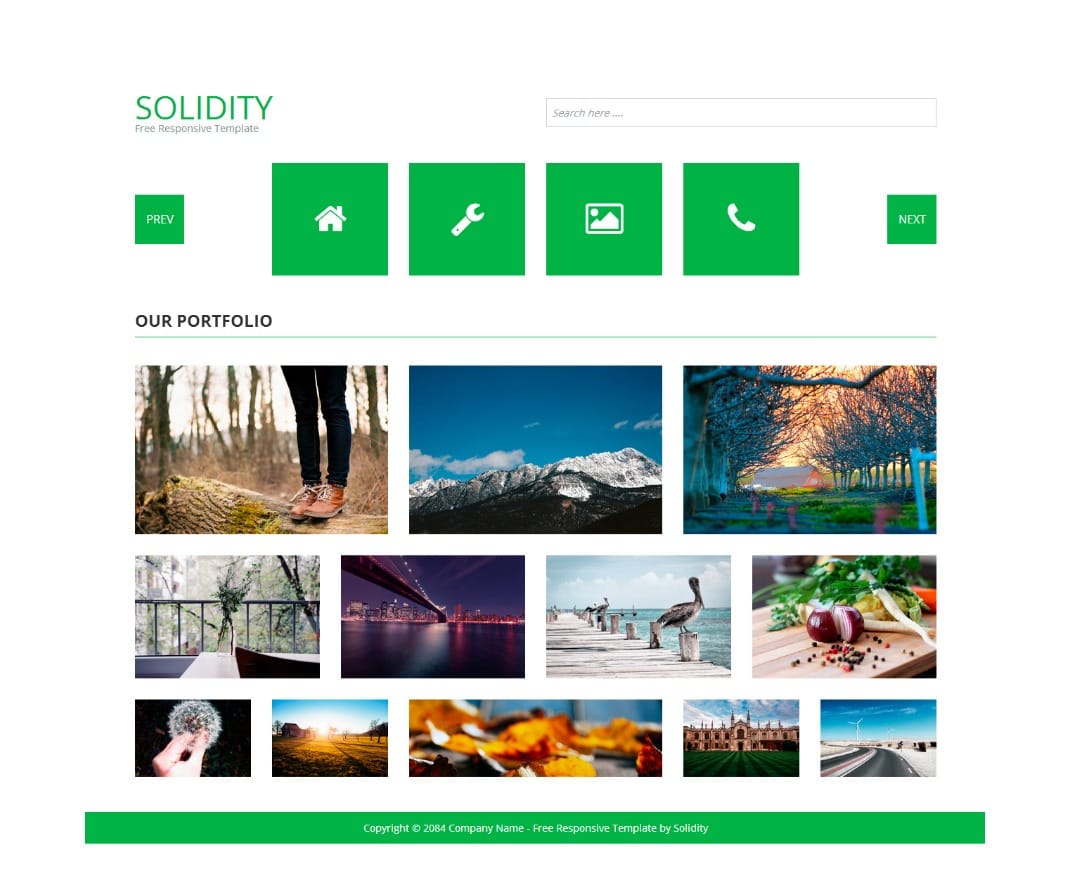 SOLIDITY
Free Responsive Template
Search here ....
PREV
NEXT
OUR PORTFOLIO
Copyright © 2084 Company Name - Free Responsive Template by Solidity